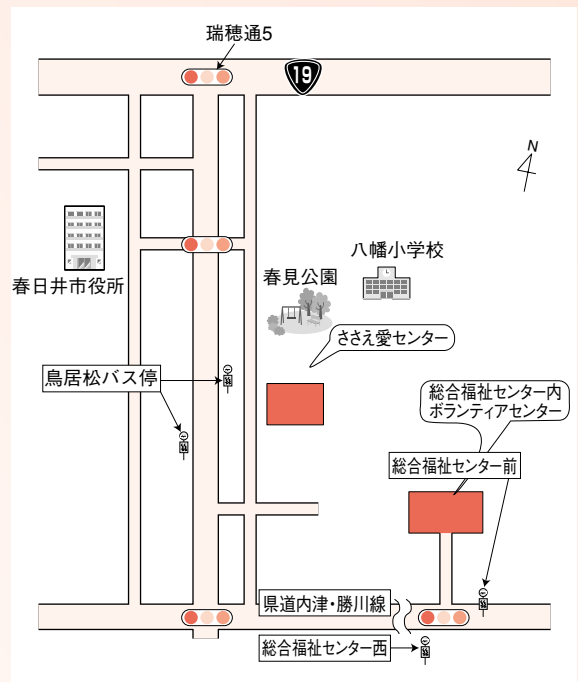 瑞穂通5
19
N
春日井市役所
八幡小学校
春見公園
ささえ愛センター
鳥居松バス停
総合福祉センター内
ボランティアセンター
総合福祉センター前
県道内津・勝川線
総合福祉センター西